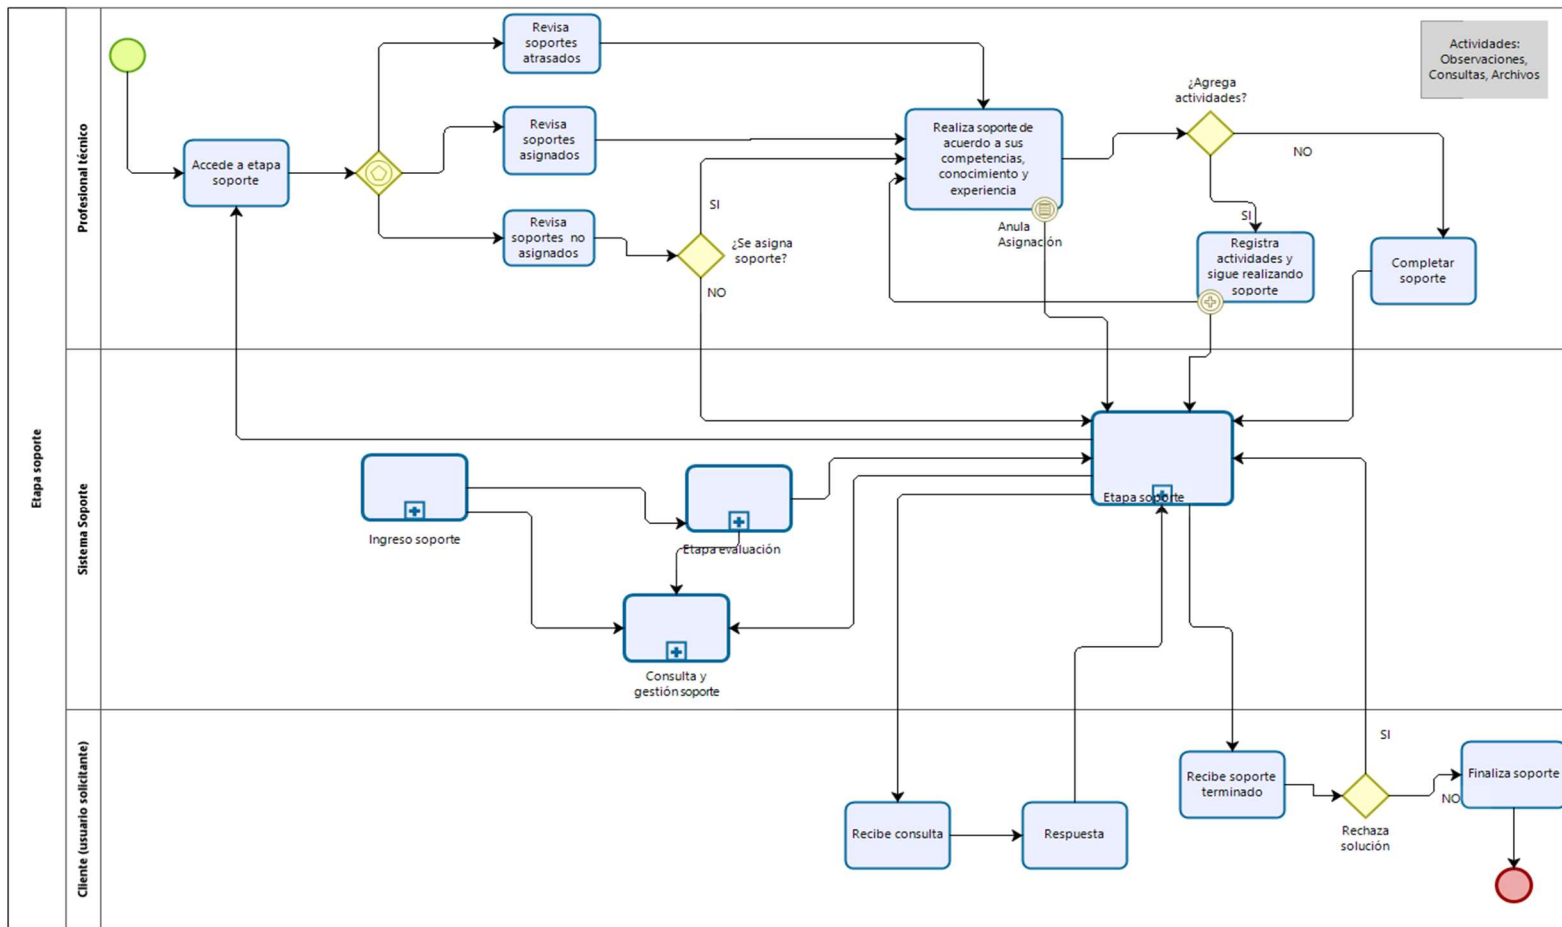 Etapa soporte
Profesional técnico
Accede a etapa
soporte
Revisa
soportes
atrasados
Revisa
soportes
asignados
Revisa
soportes no
asignados
¿Se asigna
soporte?
SI
NO
Realiza soporte de
acuerdo a sus
competencias,
conocimiento y
experiencia
Anula
Asignación
¿Agrega
actividades?
NO
SI
Registra
actividades y
sigue realizando
soporte
Completar
soporte
Actividades:
Observaciones,
Consultas, Archivos
Sistema Soporte
Ingreso soporte
Etapa evaluación
Consulta y
gestión soporte
Etapa soporte
Cliente (usuario solicitante)
Recibe consulta
Respuesta
Recibe soporte
terminado
Rechaza
solución
SI
NO
Finaliza soporte